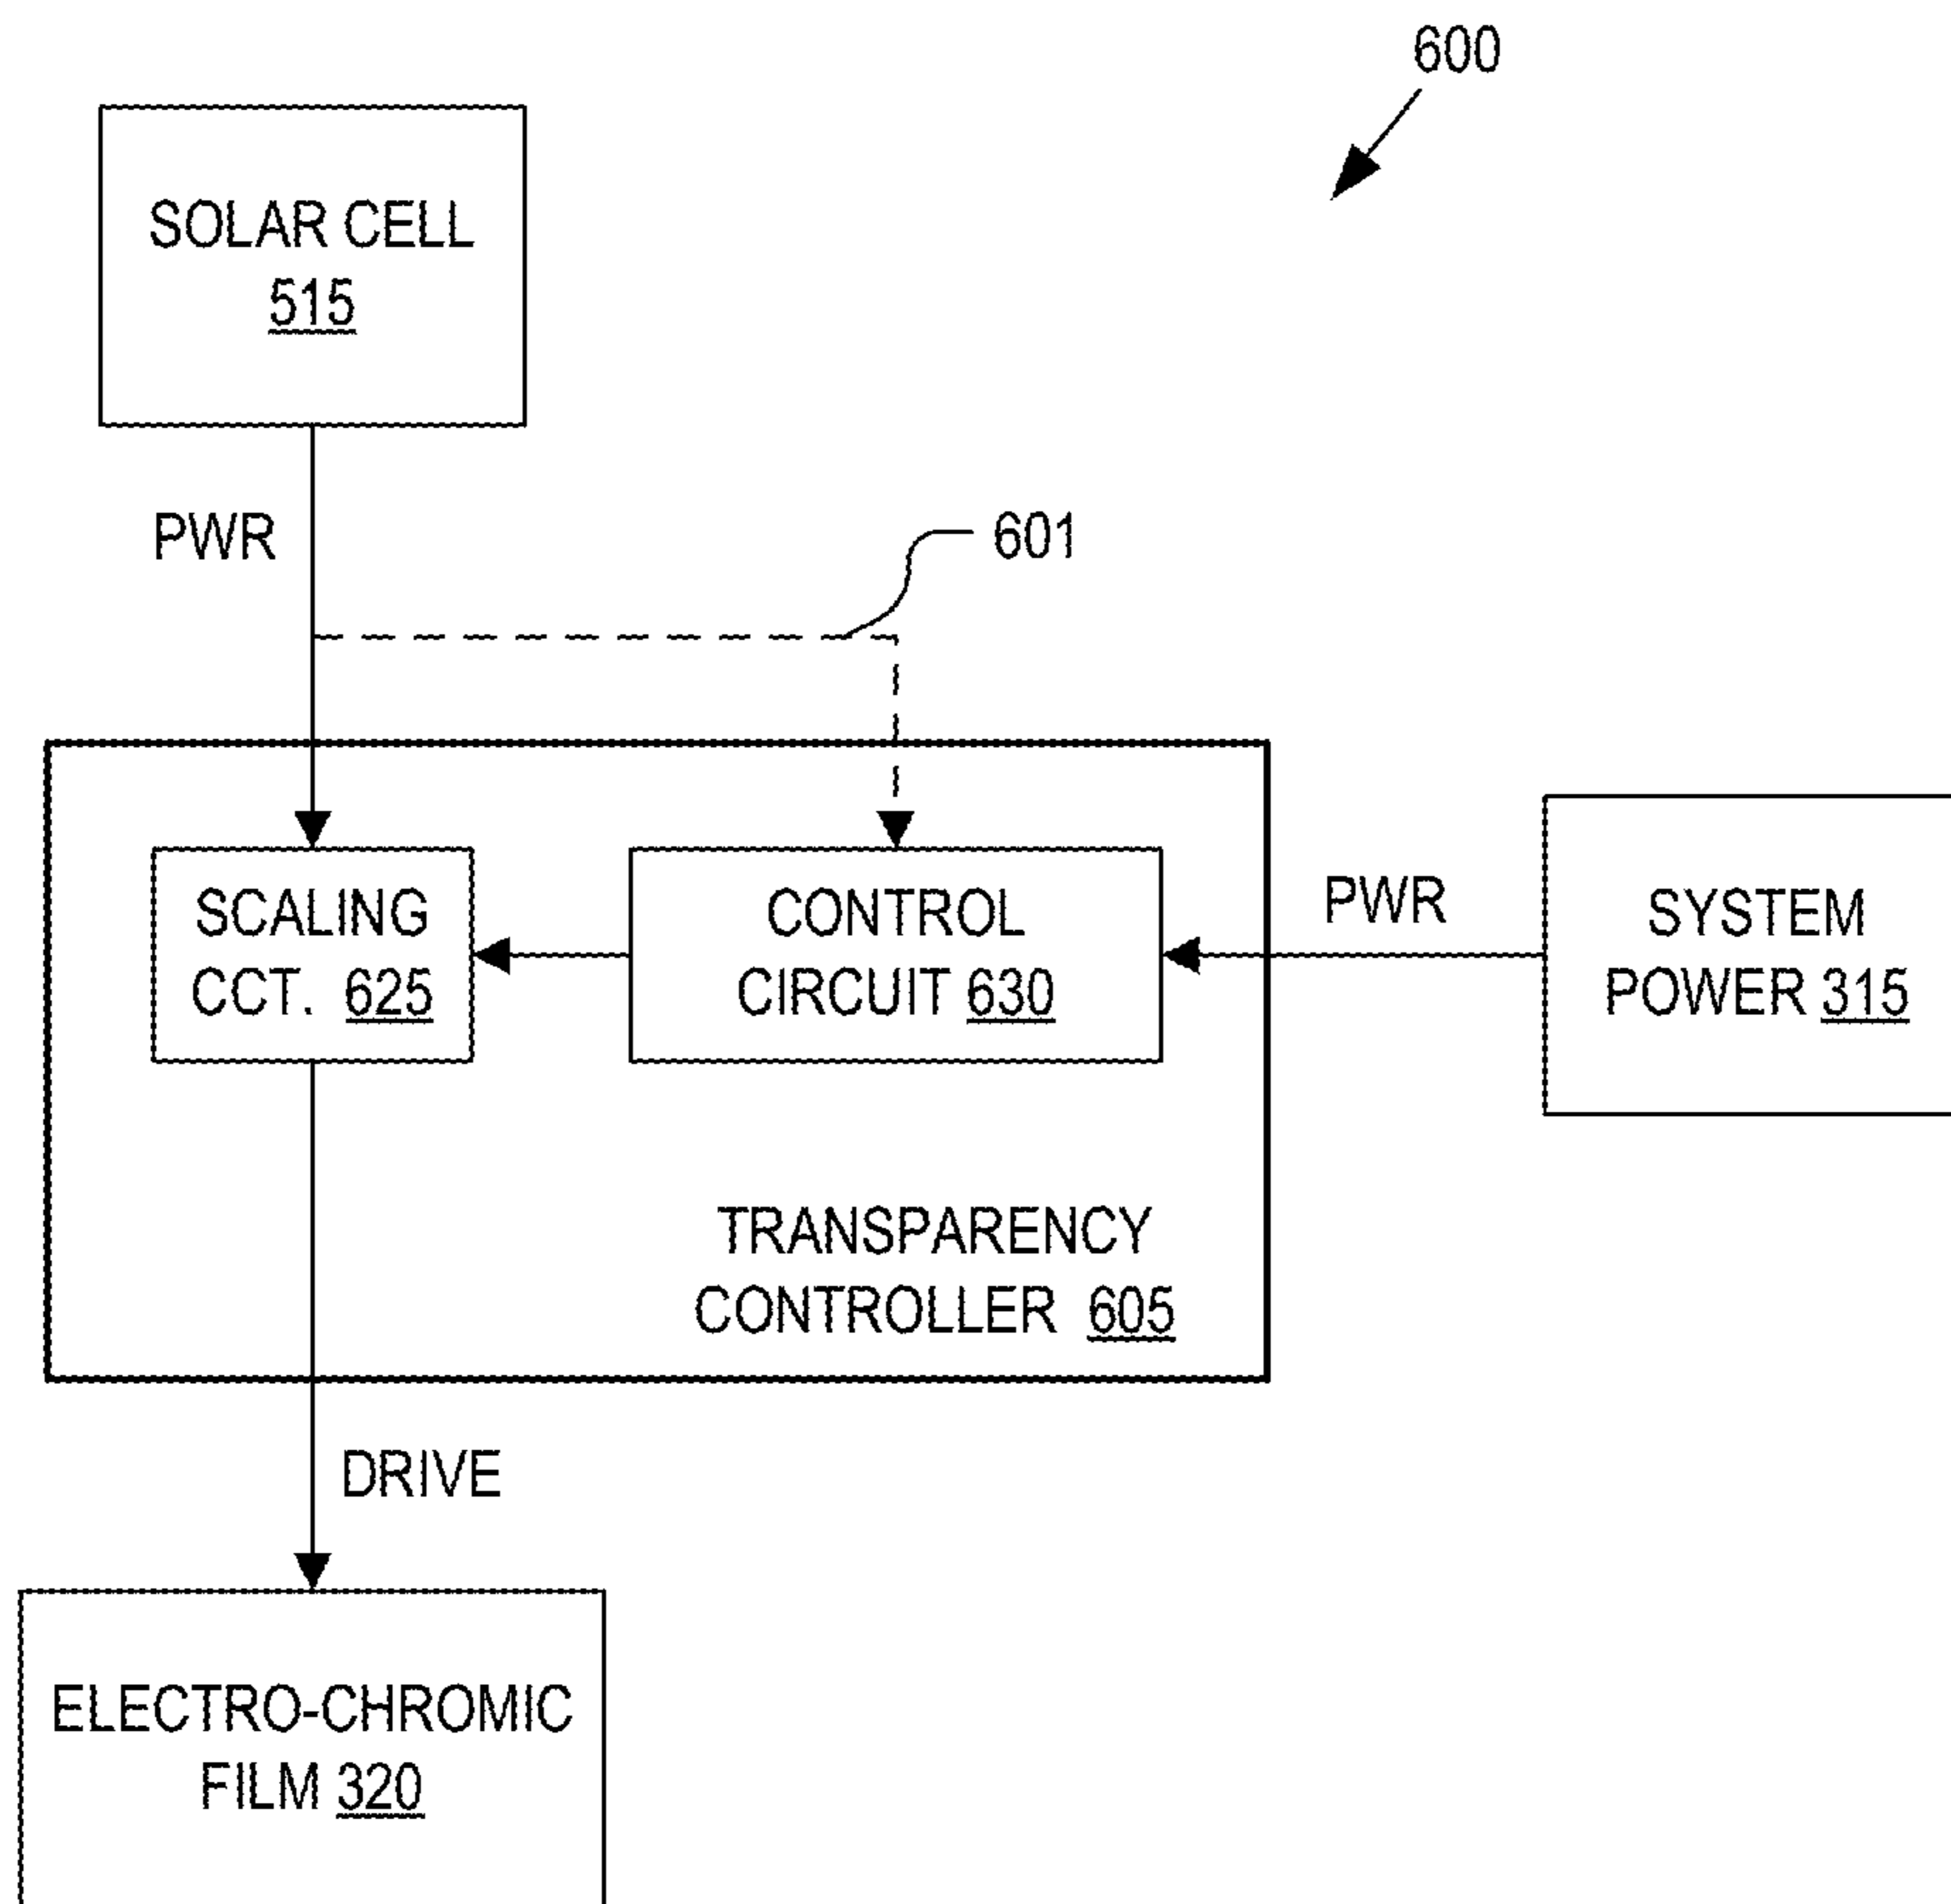 600
SOLAR CELL
515
PWR
601
SCALING
CCT. 625
CONTROL
CIRCUIT 630
PWR
SYSTEM
POWER 315
TRANSPARENCY
CONTROLLER 605
DRIVE
ELECTRO-CHROMIC
FILM 320